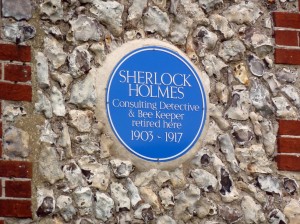 SHERLOCK
HOLMES
Consulting Detective
& Bee Keeper
retired here
1903 - 1917